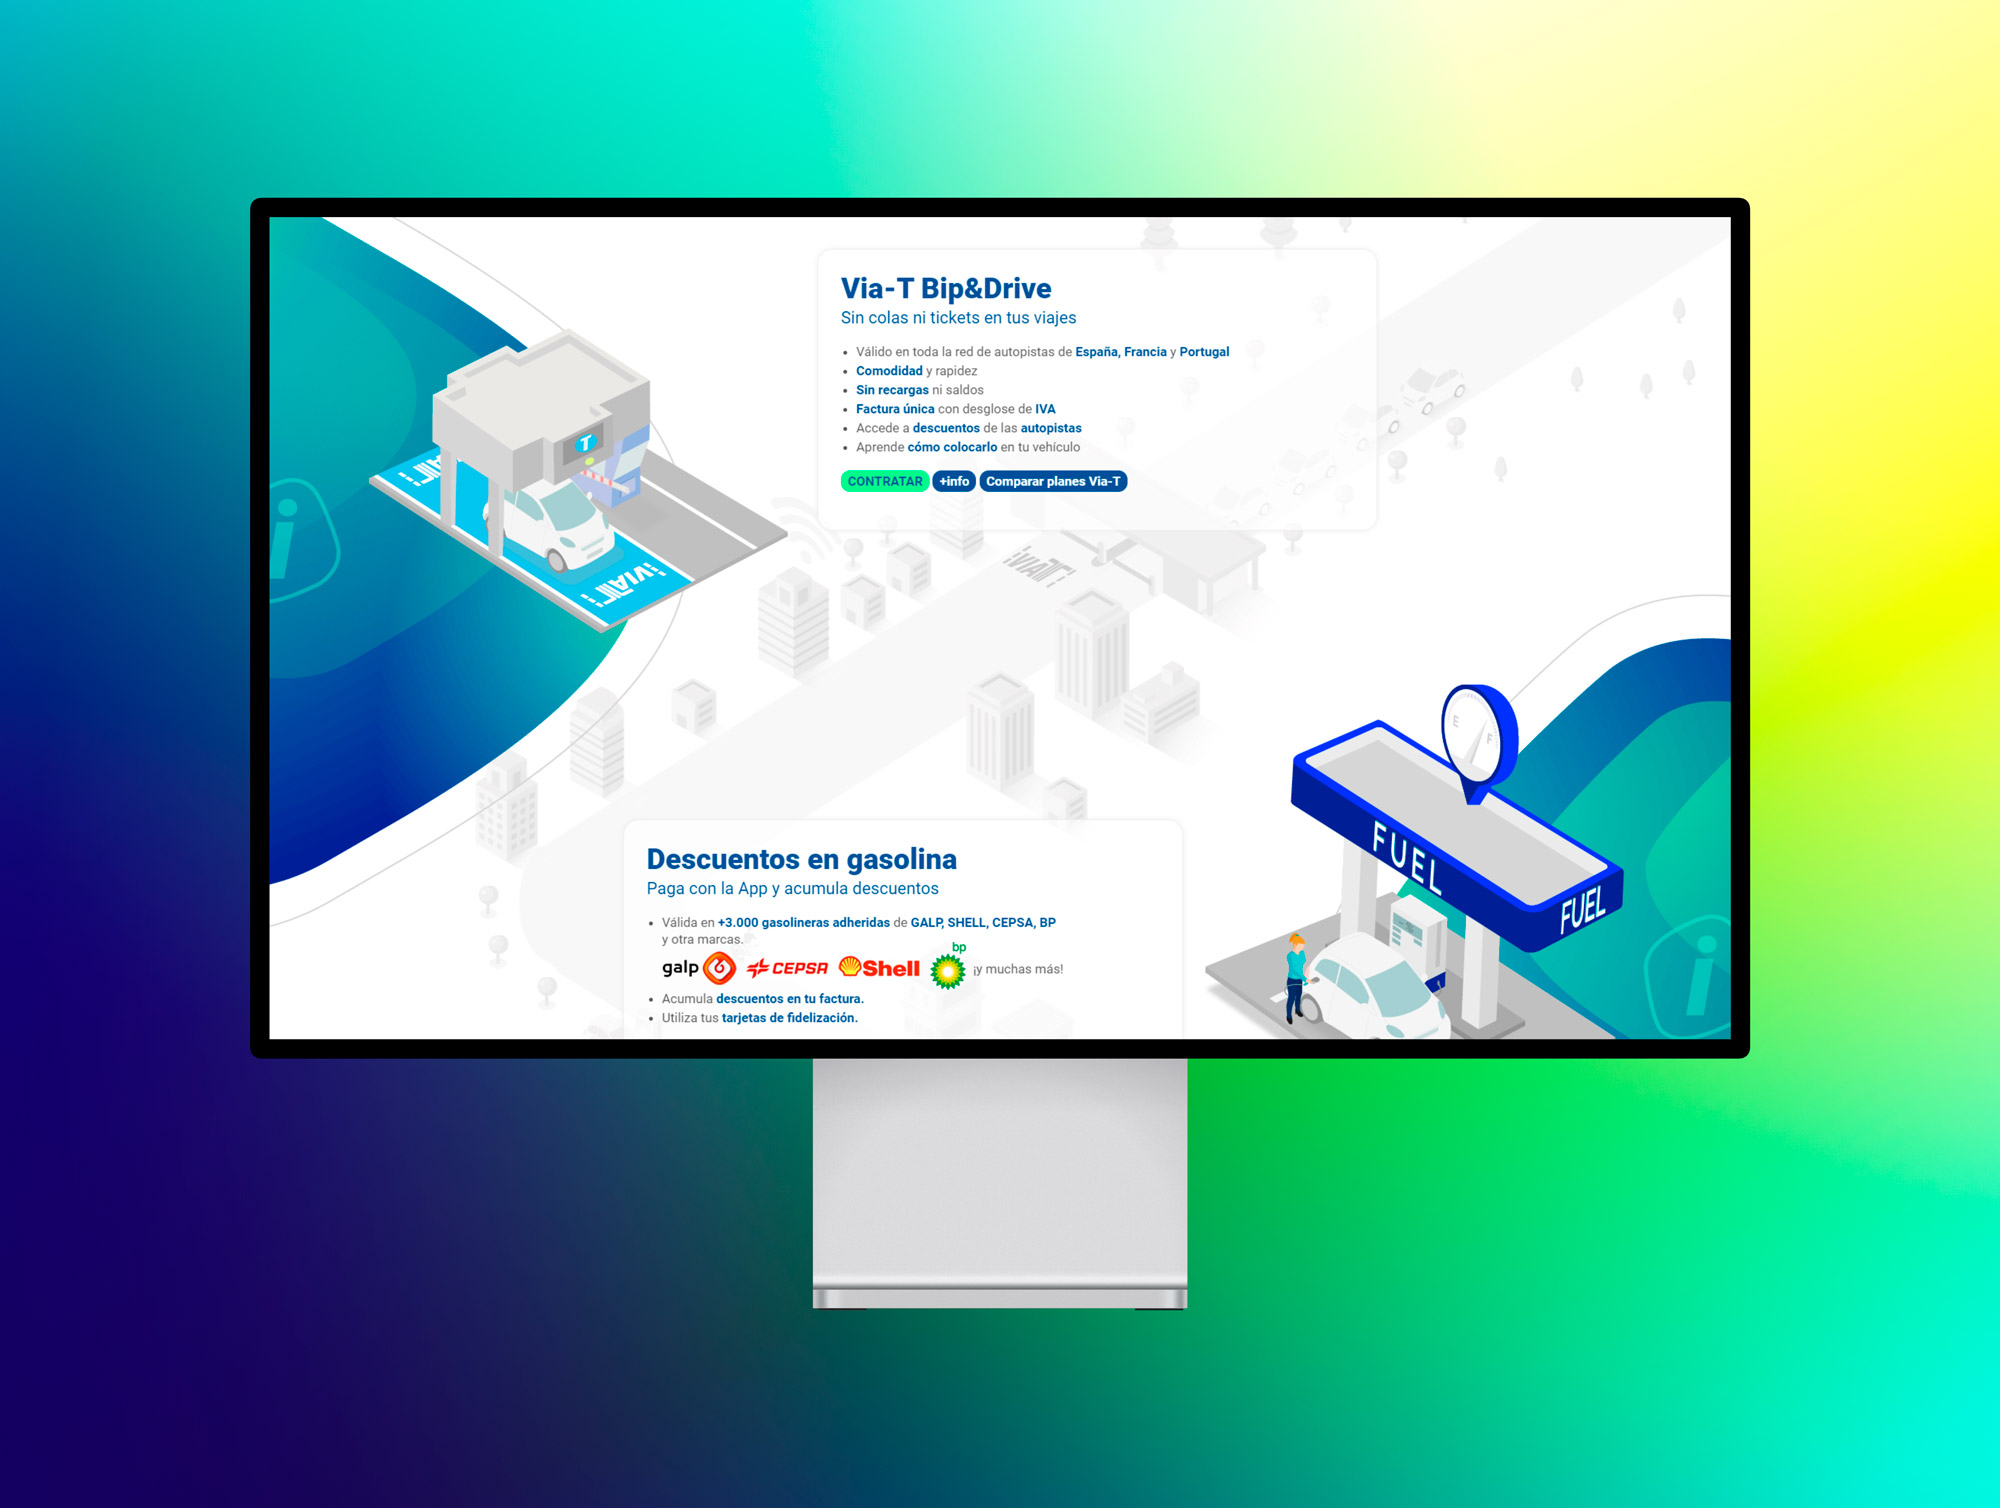 Via-T Bip&Drive
Sin colas ni tickets en tus viajes
Válido en toda la red de autopistas de España, Francia y Portugal
Comodidad y rapidez
Sin recargas ni saldos
Factura única con desglose de IVA
Accede a descuentos de las autopistas
Aprende cómo colocarlo en tu vehículo
CONTRATAR +info Comparar planes Via-T
T
VIA T
VIA T
VIA T
i
E
F
FUEL
FUEL
Descuentos en gasolina
Paga con la App y acumula descuentos
Válida en +3.000 gasolineras adheridas de GALP, SHELL, CEPSA, BP
y otra marcas.
galp CEPSA Shell bp ¡y muchas más!
Acumula descuentos en tu factura.
Utiliza tus tarjetas de fidelización.
i